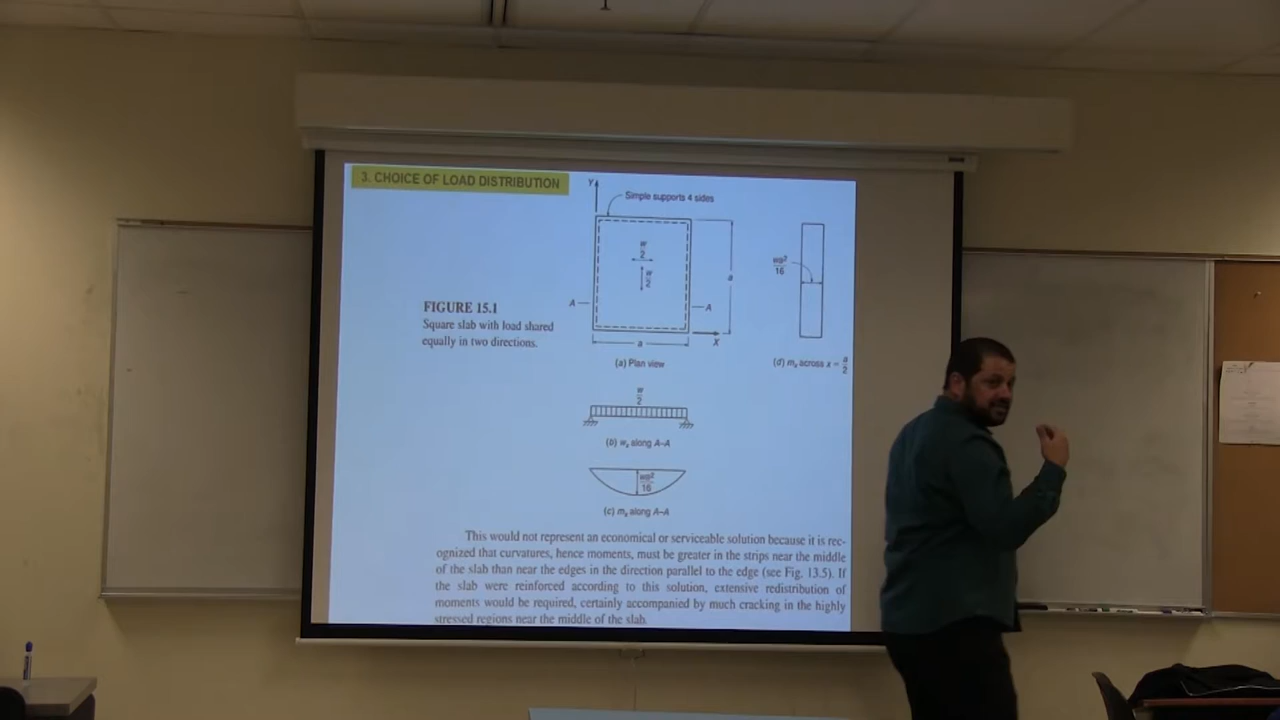 3. CHOICE OF LOAD DISTRIBUTION
Y
Simple supports 4 sides
w
2
w
2
a
A
A
X
a
(a) Plan view
wa²
16
(d) mₓ across x = a
2
FIGURE 15.1
Square slab with load shared
equally in two directions.
w
2
(b) wₓ along A–A
wa²
16
(c) mₓ along A–A
This would not represent an economical or serviceable solution because it is rec-
ognized that curvatures, hence moments, must be greater in the strips near the middle
of the slab than near the edges in the direction parallel to the edge (see Fig. 13.5). If
the slab were reinforced according to this solution, extensive redistribution of
moments would be required, certainly accompanied by much cracking in the highly
stressed regions near the middle of the slab.